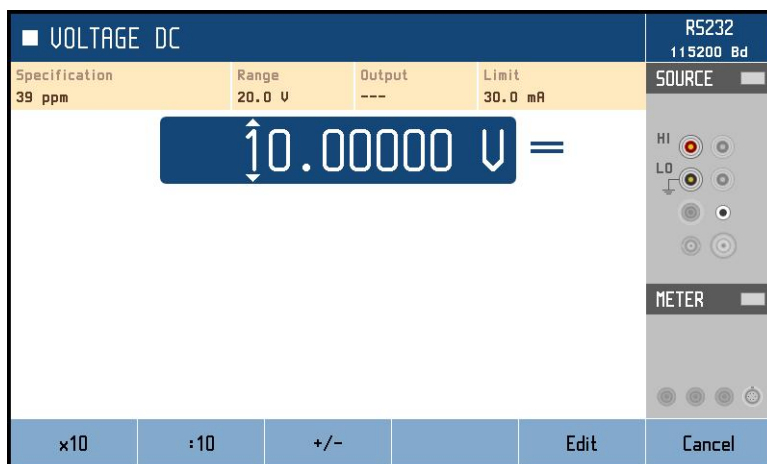 ■ VOLTAGE DC
RS232
115200 Bd
Specification Range Output Limit
39 ppm 20.0 V --- 30.0 mA
10.00000 V =
SOURCE
HI
LO
METER
x10 :10 +/- Edit Cancel